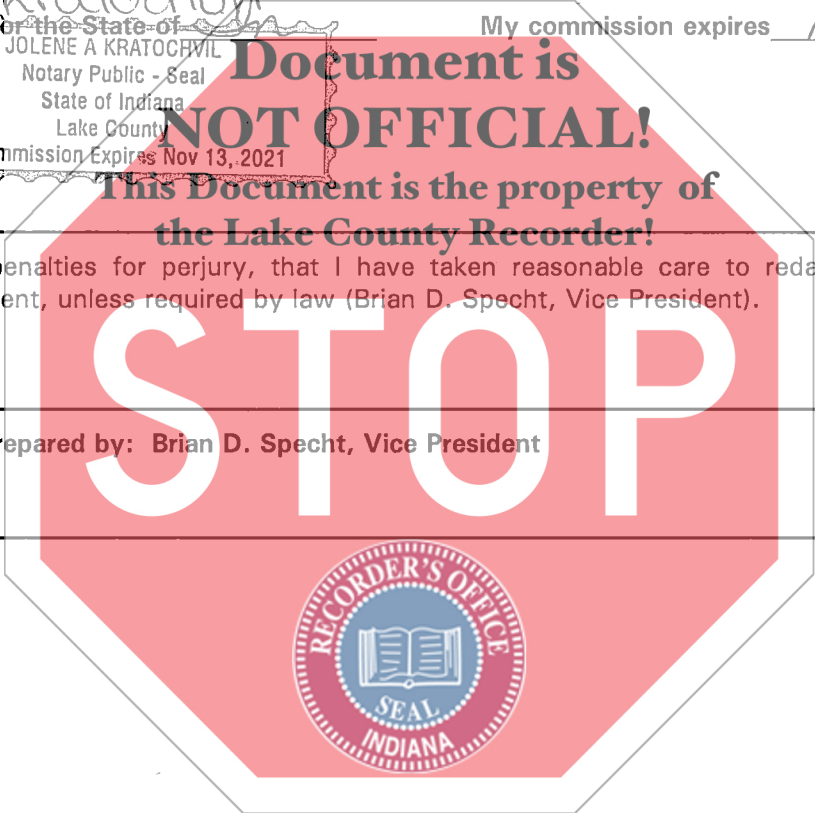 or the State of
My commission expires
JOLENE A KRATOCHVIL
Notary Public - Seal
State of Indiana
Lake County
mmission Expires Nov 13, 2021
Document is
NOT OFFICIAL!
This Document is the property of
the Lake County Recorder!
enalties for perjury, that I have taken reasonable care to reda
ent, unless required by law (Brian D. Specht, Vice President).
STOP
repared by: Brian D. Specht, Vice President
RECORDER'S OFFICE
SEAL
INDIANA